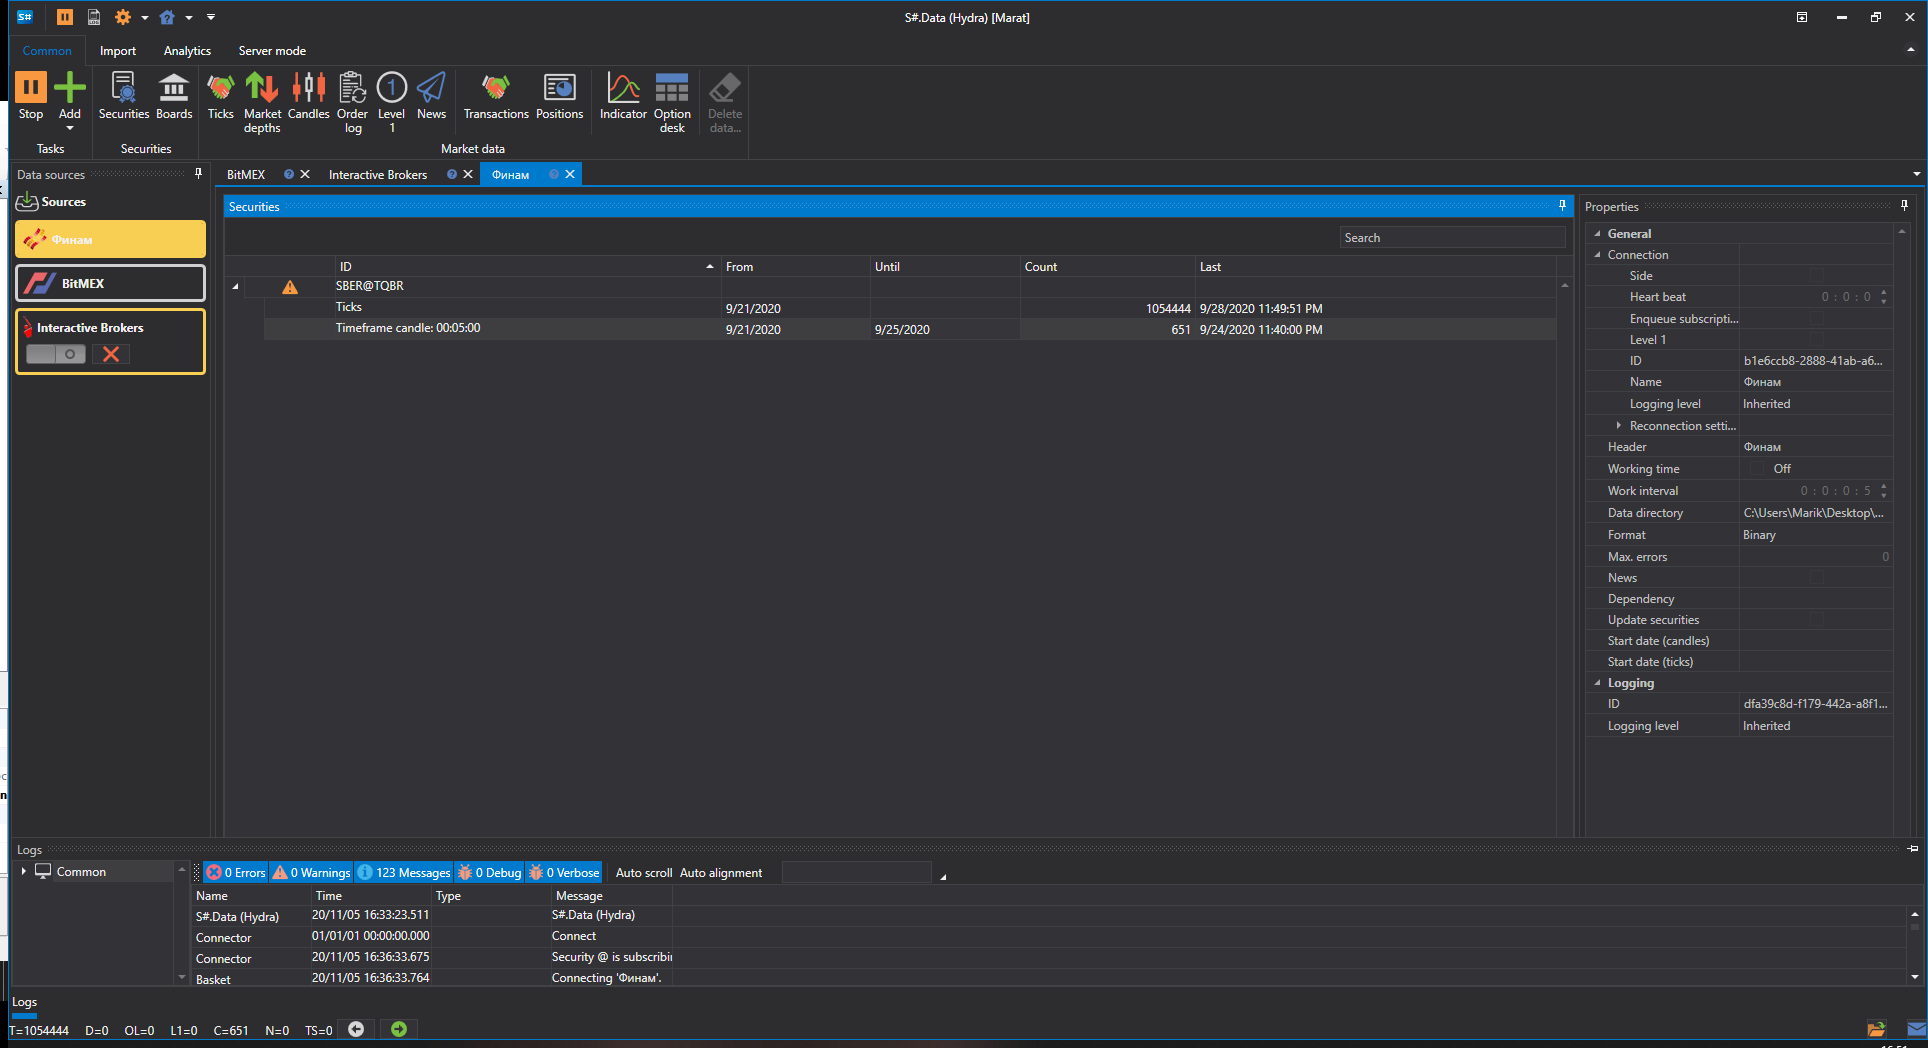 S#
S#.Data (Hydra) [Marat]
Common Import Analytics Server mode
Stop Add Securities Boards Ticks Market depths Candles Order log Level 1 News Transactions Positions Indicator Option desk Delete data...
Tasks Securities Market data
Data sources
Sources
Финам
BitMEX
Interactive Brokers
BitMEX Interactive Brokers Финам
Securities
Search
ID From Until Count Last
SBER@TQBR
Ticks 9/21/2020 1054444 9/28/2020 11:49:51 PM
Timeframe candle: 00:05:00 9/21/2020 9/25/2020 651 9/24/2020 11:40:00 PM
Properties
General
Connection
Side
Heart beat 0 : 0 : 0
Enqueue subscripti...
Level 1
ID b1e6ccb8-2888-41ab-a6...
Name Финам
Logging level Inherited
Reconnection setti...
Header Финам
Working time Off
Work interval 0 : 0 : 0 : 5
Data directory C:\Users\Marik\Desktop\...
Format Binary
Max. errors 0
News
Dependency
Update securities
Start date (candles)
Start date (ticks)
Logging
ID dfa39c8d-f179-442a-a8f1...
Logging level Inherited
Logs
Common
0 Errors 0 Warnings 123 Messages 0 Debug 0 Verbose Auto scroll Auto alignment
Name Time Type Message
S#.Data (Hydra) 20/11/05 16:33:23.511 S#.Data (Hydra)
Connector 01/01/01 00:00:00.000 Connect
Connector 20/11/05 16:36:33.675 Security @ is subscribi
Basket 20/11/05 16:36:33.764 Connecting 'Финам'.
Logs
T=1054444 D=0 OL=0 L1=0 C=651 N=0 TS=0